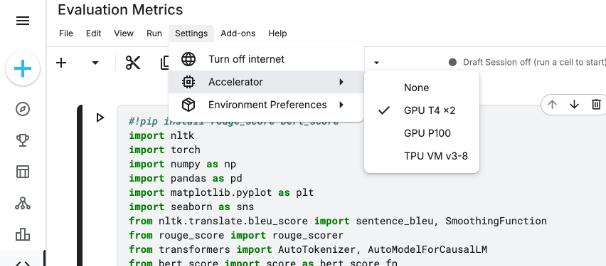 Evaluation Metrics
File Edit View Run Settings Add-ons Help
Turn off internet
Draft Session off (run a cell to start)
Accelerator
Environment Preferences
None
GPU T4 ×2
GPU P100
TPU VM v3-8
#!pip install rouge_score bert_score
import nltk
import torch
import numpy as np
import pandas as pd
import matplotlib.pyplot as plt
import seaborn as sns
from nltk.translate.bleu_score import sentence_bleu, SmoothingFunction
from rouge_score import rouge_scorer
from transformers import AutoTokenizer, AutoModelForCausalLM
from bert_score import score as bert_score_fn